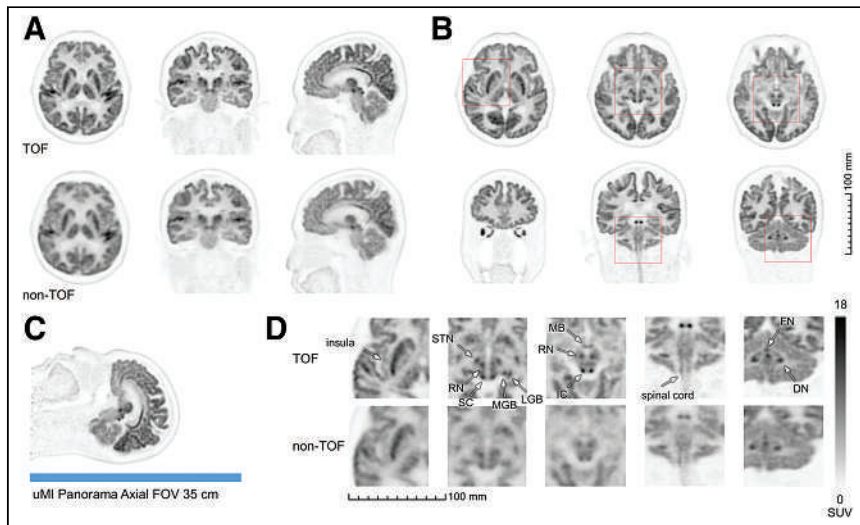 A
B
TOF
non-TOF
100 mm
C
uMI Panorama Axial FOV 35 cm
D
TOF
insula
STN
RN
SC
MGB
LGB
MB
RN
IC
spinal cord
FN
DN
non-TOF
100 mm
18
0
SUV